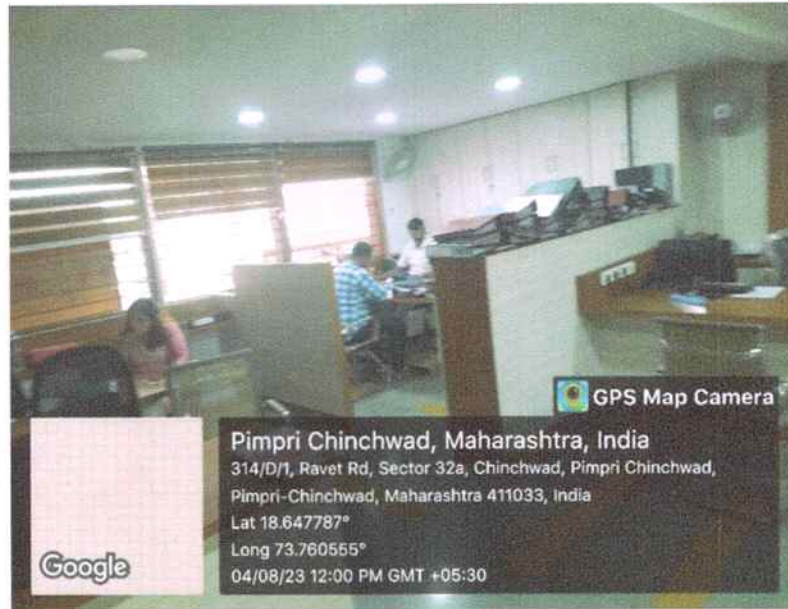 GPS Map Camera
Pimpri Chinchwad, Maharashtra, India
314/D/1, Ravet Rd, Sector 32a, Chinchwad, Pimpri Chinchwad,
Pimpri-Chinchwad, Maharashtra 411033, India
Lat 18.647787°
Long 73.760555°
04/08/23 12:00 PM GMT +05:30
Google